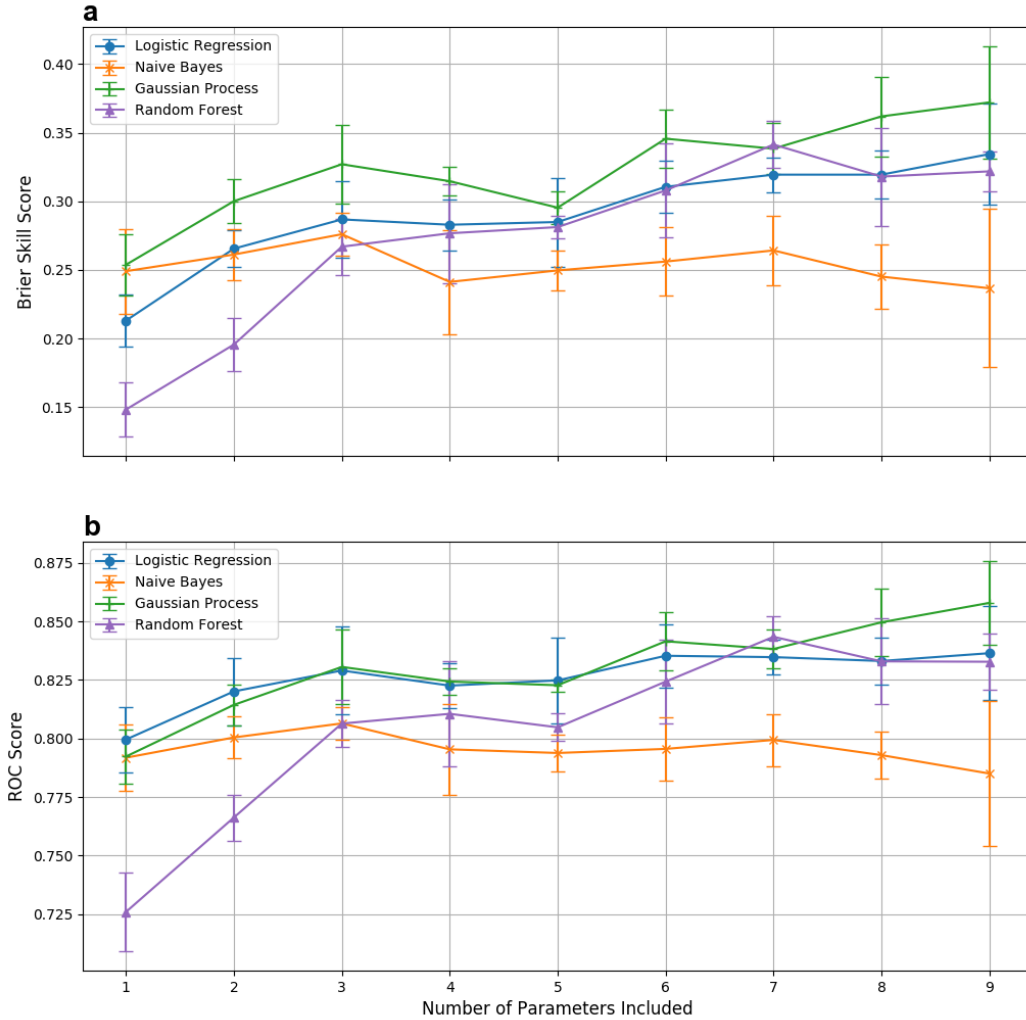 a
Logistic Regression
Naive Bayes
Gaussian Process
Random Forest
0.40
0.35
0.30
0.25
0.20
0.15
Brier Skill Score
b
Logistic Regression
Naive Bayes
Gaussian Process
Random Forest
0.875
0.850
0.825
0.800
0.775
0.750
0.725
ROC Score
1 2 3 4 5 6 7 8 9
Number of Parameters Included